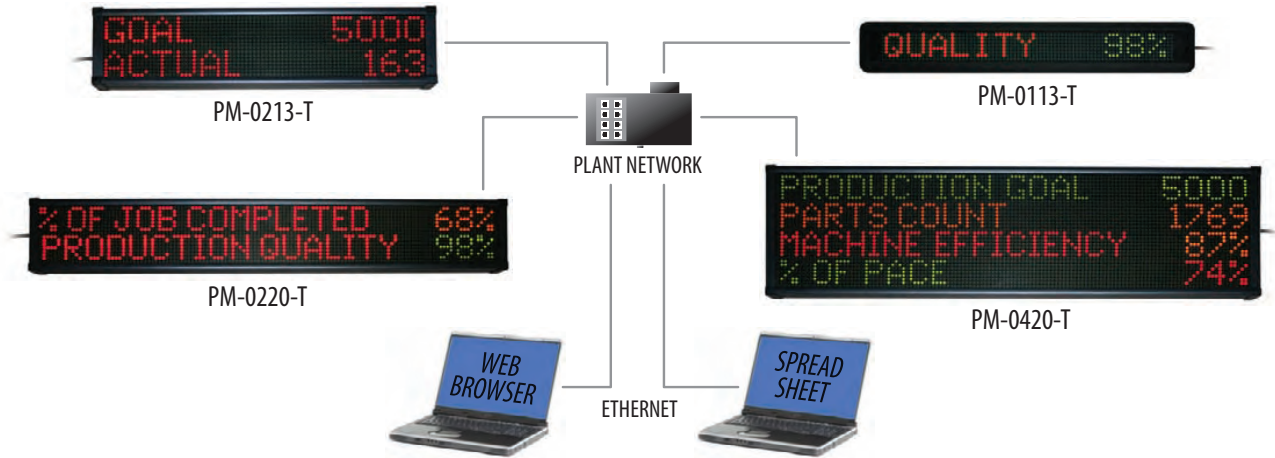 GOAL 5000
ACTUAL 163
PM-0213-T
QUALITY 98%
PM-0113-T
PLANT NETWORK
% OF JOB COMPLETED 68%
PRODUCTION QUALITY 98%
PM-0220-T
PRODUCTION GOAL 5000
PARTS COUNT 1769
MACHINE EFFICIENCY 87%
% OF PACE 74%
PM-0420-T
WEB
BROWSER
ETHERNET
SPREAD
SHEET